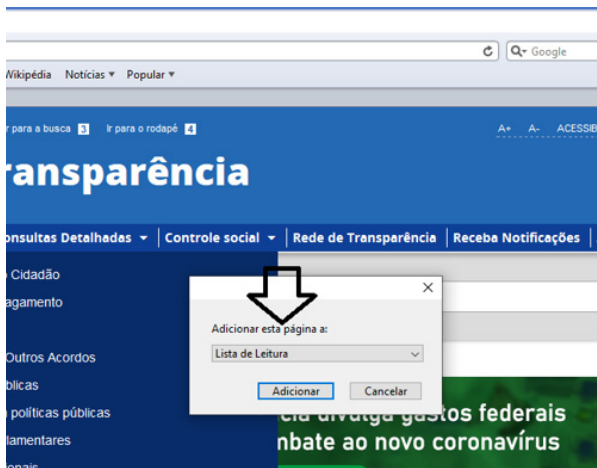 Google
Wikipédia Notícias Popular
r para a busca 3 Ir para o rodapé 4 A+ A- ACESSIB
ransparência
onsultas Detalhadas Controle social Rede de Transparência Receba Notificações
o Cidadão
agamento
Adicionar esta página a:
Lista de Leitura
Outros Acordos
blicas
Adicionar Cancelar
políticas públicas
cia divulga gastos federais
lamentares
mbate ao novo coronavírus
ionais